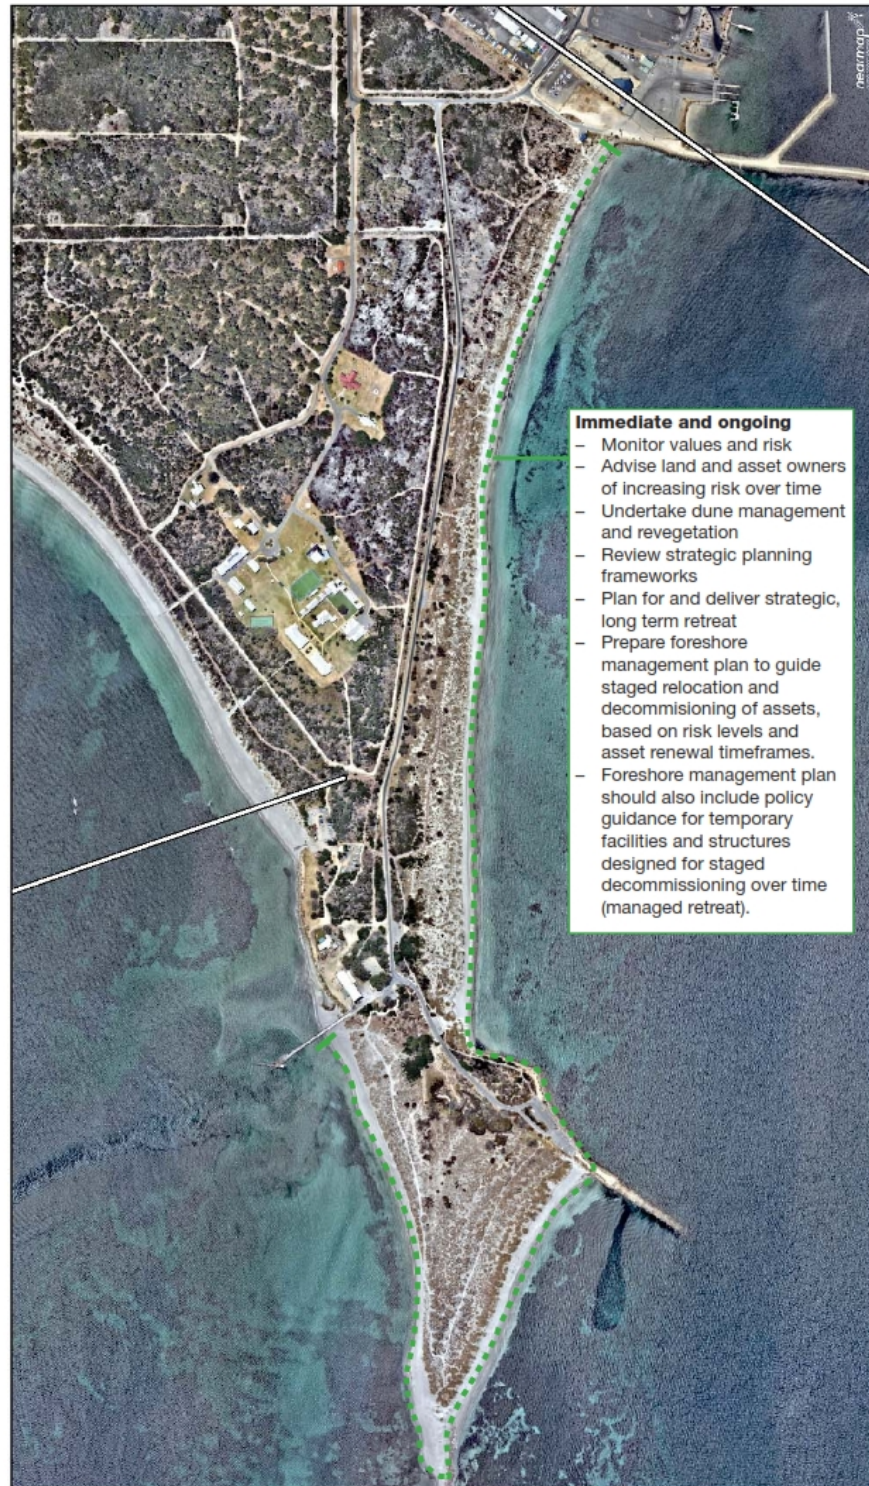 nearmap
Immediate and ongoing
– Monitor values and risk
– Advise land and asset owners
of increasing risk over time
– Undertake dune management
and revegetation
– Review strategic planning
frameworks
– Plan for and deliver strategic,
long term retreat
– Prepare foreshore
management plan to guide
staged relocation and
decommisioning of assets,
based on risk levels and
asset renewal timeframes.
– Foreshore management plan
should also include policy
guidance for temporary
facilities and structures
designed for staged
decommissioning over time
(managed retreat).